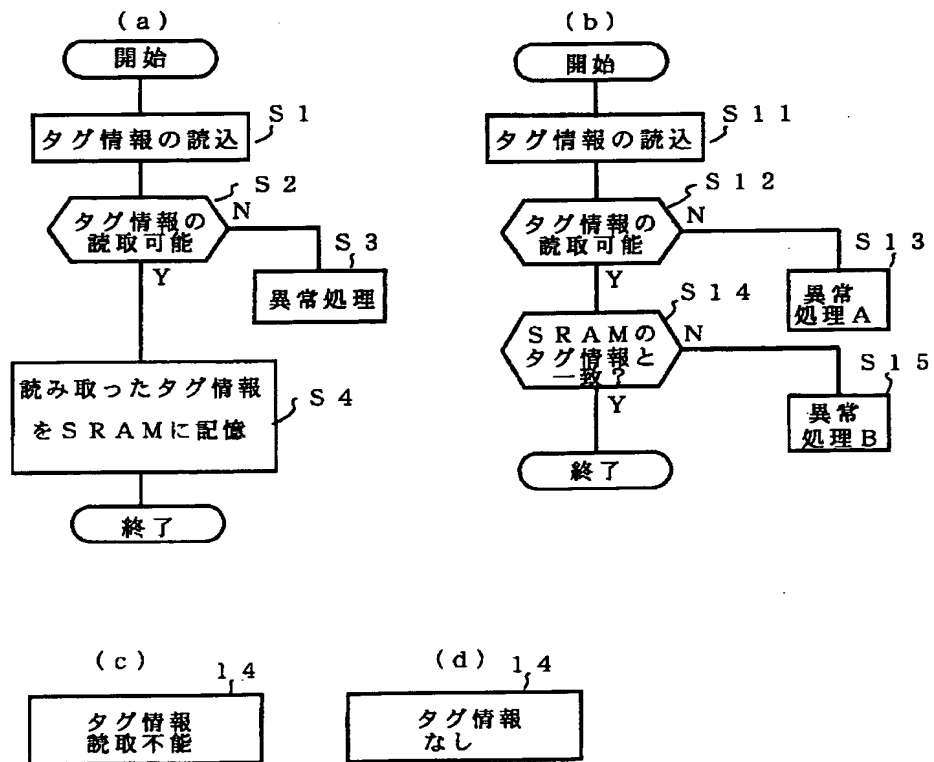 (a)
開始
S1
タグ情報の読込
S2
タグ情報の
読取可能
N
Y
S3
異常処理
読み取ったタグ情報
をSRAMに記憶
S4
終了
(b)
開始
S11
タグ情報の読込
S12
タグ情報の
読取可能
N
Y
S13
異常
処理A
S14
SRAMの
タグ情報と
一致?
N
Y
S15
異常
処理B
終了
(c)
14
タグ情報
読取不能
(d)
14
タグ情報
なし